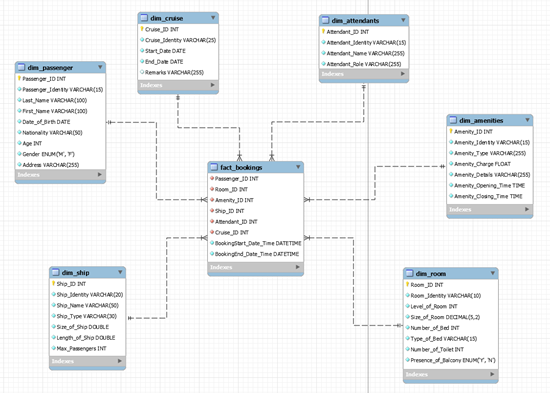 dim_cruise
Cruise_ID INT
Cruise_Identity VARCHAR(25)
Start_Date DATE
End_Date DATE
Remarks VARCHAR(255)
Indexes
dim_attendants
Attendant_ID INT
Attendant_Identity VARCHAR(15)
Attendant_Name VARCHAR(255)
Attendant_Role VARCHAR(255)
Indexes
dim_passenger
Passenger_ID INT
Passenger_Identity VARCHAR(15)
Last_Name VARCHAR(100)
First_Name VARCHAR(100)
Date_of_Birth DATE
Nationality VARCHAR(50)
Age INT
Gender ENUM('M', 'F')
Address VARCHAR(255)
Indexes
dim_amenities
Amenity_ID INT
Amenity_Identity VARCHAR(15)
Amenity_Type VARCHAR(255)
Amenity_Charge FLOAT
Amenity_Details VARCHAR(255)
Amenity_Opening_Time TIME
Amenity_Closing_Time TIME
Indexes
fact_bookings
Passenger_ID INT
Room_ID INT
Amenity_ID INT
Ship_ID INT
Attendant_ID INT
Cruise_ID INT
BookingStart_Date_Time DATETIME
BookingEnd_Date_Time DATETIME
Indexes
dim_ship
Ship_ID INT
Ship_Identity VARCHAR(20)
Ship_Name VARCHAR(50)
Ship_Type VARCHAR(30)
Size_of_Ship DOUBLE
Length_of_Ship DOUBLE
Max_Passengers INT
Indexes
dim_room
Room_ID INT
Room_Identity VARCHAR(10)
Level_of_Room INT
Size_of_Room DECIMAL(5,2)
Number_of_Bed INT
Type_of_Bed VARCHAR(15)
Number_of_Toilet INT
Presence_of_Balcony ENUM('Y', 'N')
Indexes